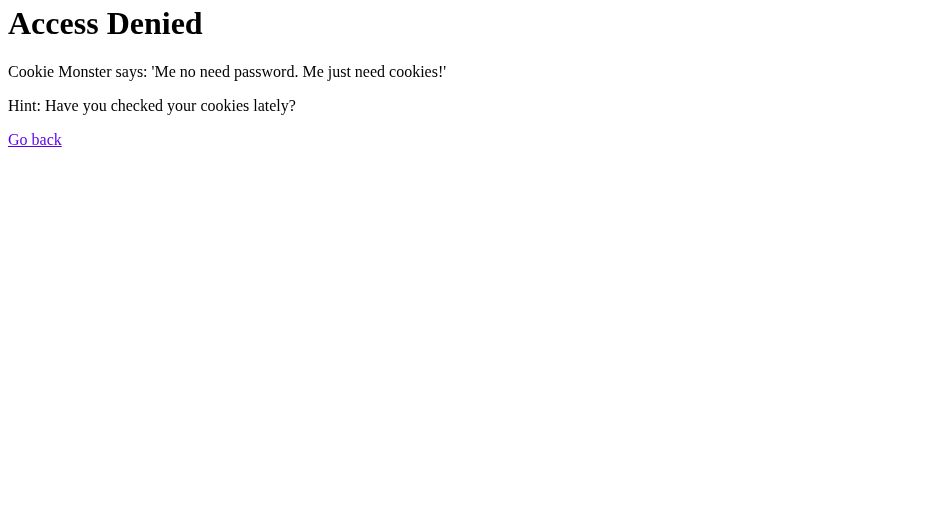 Access Denied
Cookie Monster says: 'Me no need password. Me just need cookies!'
Hint: Have you checked your cookies lately?
Go back